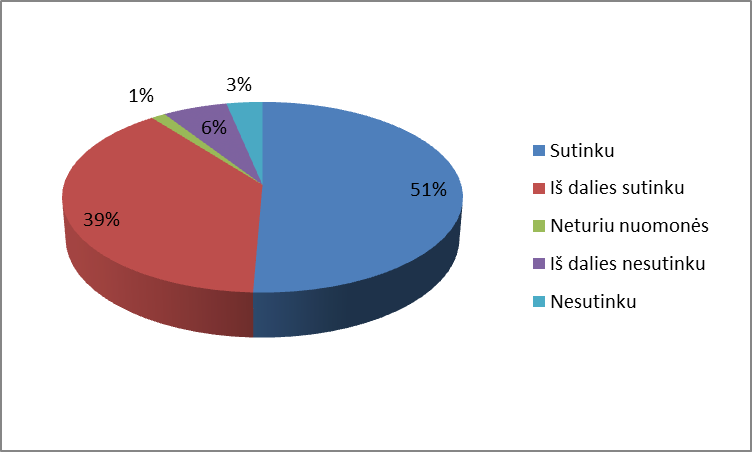 3%
1%
6%
51%
39%
Sutinku
Iš dalies sutinku
Neturiu nuomonės
Iš dalies nesutinku
Nesutinku